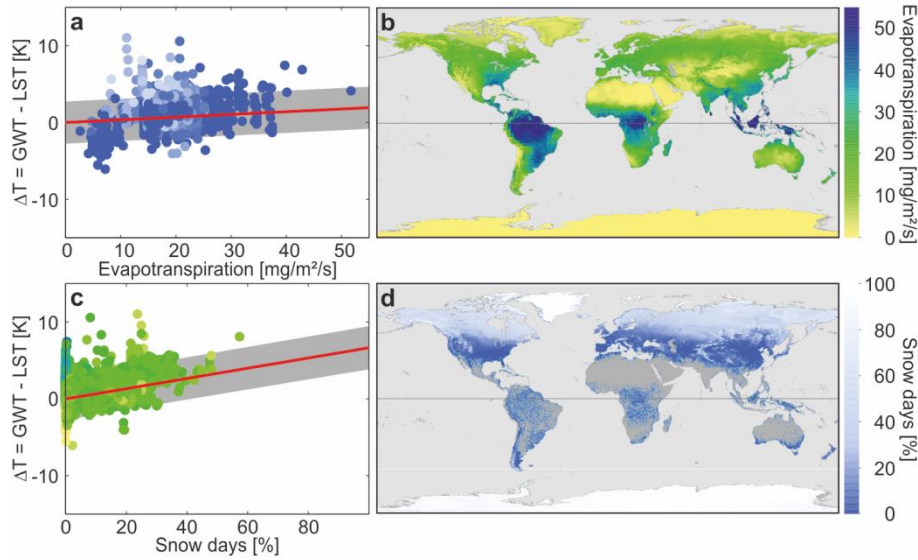 a
ΔT = GWT - LST [K]
10
0
-10
0 10 20 30 40 50
Evapotranspiration [mg/m²/s]
b
50
40
30
20
10
0
Evapotranspiration [mg/m²/s]
c
ΔT = GWT - LST [K]
10
0
-10
0 20 40 60 80
Snow days [%]
d
100
80
60
40
20
0
Snow days [%]